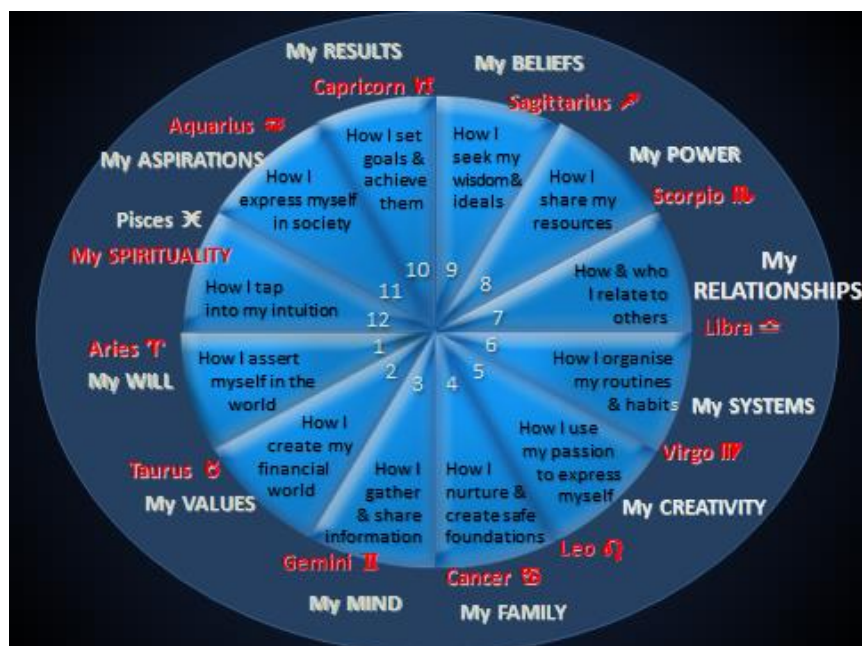 My RESULTS
Capricorn ♑
How I set
goals &
achieve
them
10
My BELIEFS
Sagittarius ♐
How I
seek my
wisdom &
ideals
9
My POWER
Scorpio ♏
How I
share my
resources
8
My
RELATIONSHIPS
Libra ♎
How & who
I relate to
others
7
My SYSTEMS
Virgo ♍
How I organise
my routines
& habits
6
My CREATIVITY
Leo ♌
How I use
my passion
to express
myself
5
My FAMILY
Cancer ♋
How I
nurture &
create safe
foundations
4
My MIND
Gemini ♊
How I
gather
& share
information
3
My VALUES
Taurus ♉
How I
create my
financial
world
2
My WILL
Aries ♈
How I assert
myself in the
world
1
Pisces ♓
My SPIRITUALITY
How I tap
into my intuition
12
Aquarius ♒
My ASPIRATIONS
How I
express myself
in society
11